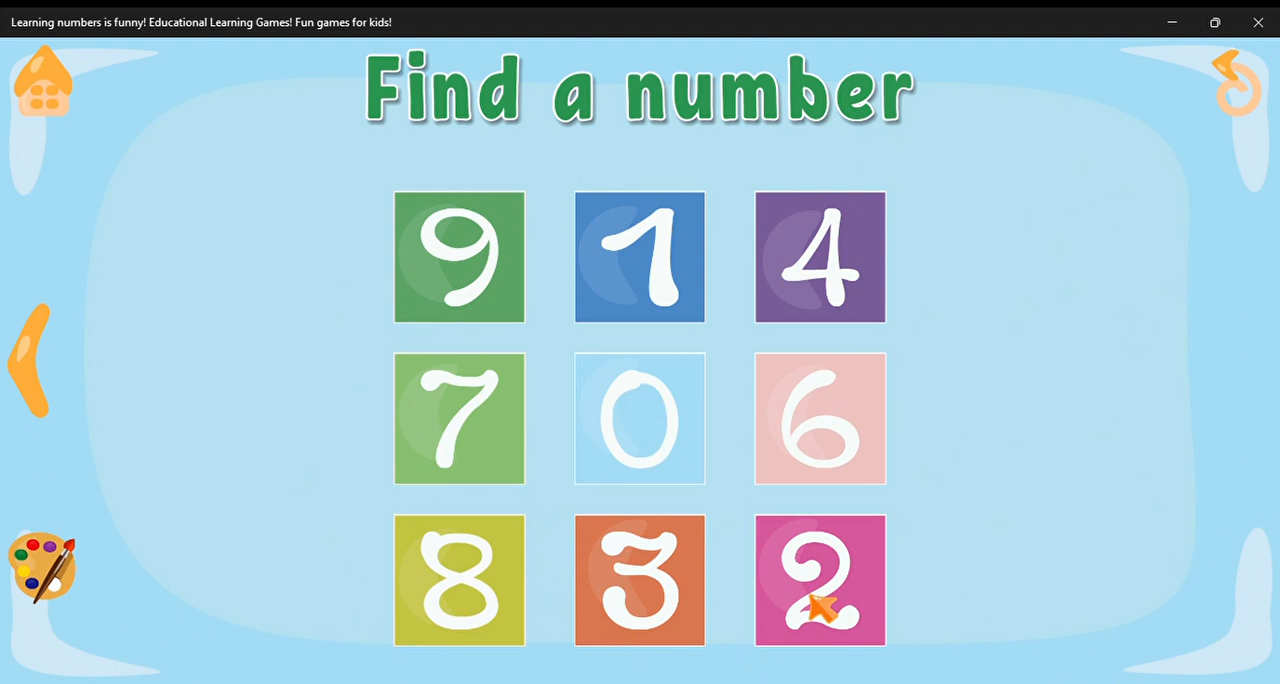 Learning numbers is funny! Educational Learning Games! Fun games for kids!
Find a number
9 1 4
7 0 6
8 3 2